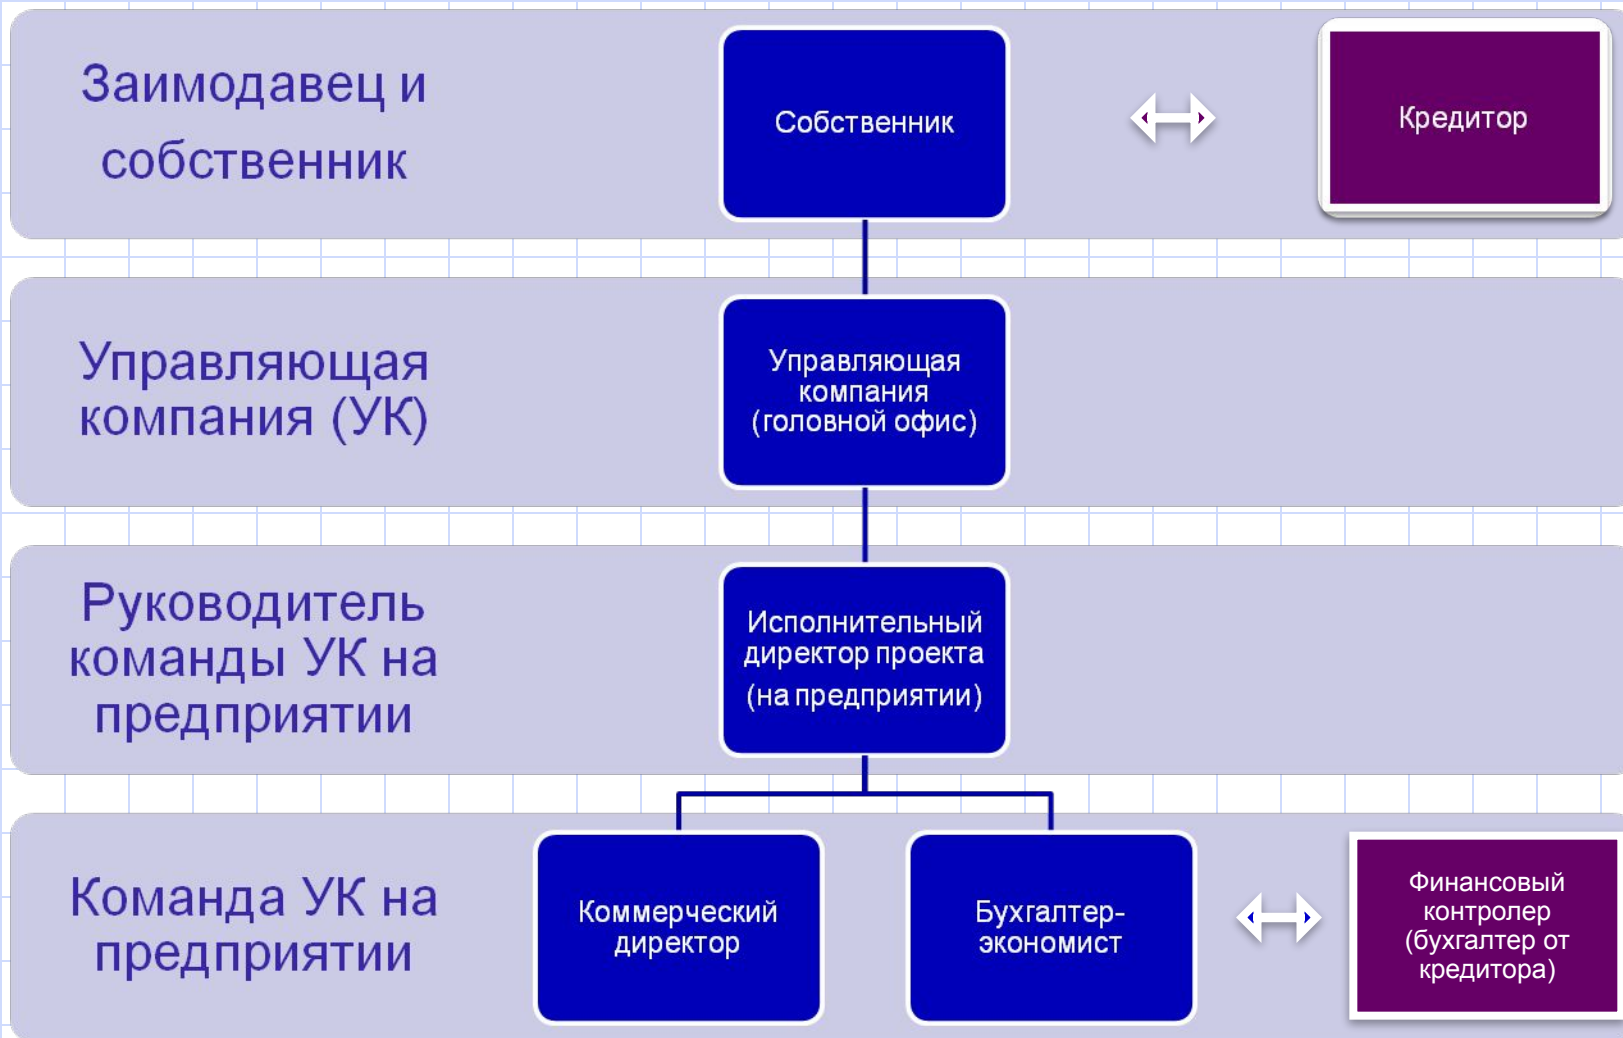 Заимодавец и
собственник
Собственник
Кредитор
Управляющая
компания (УК)
Управляющая
компания
(головной офис)
Руководитель
команды УК на
предприятии
Исполнительный
директор проекта
(на предприятии)
Команда УК на
предприятии
Коммерческий
директор
Бухгалтер-
экономист
Финансовый
контролер
(бухгалтер от
кредитора)